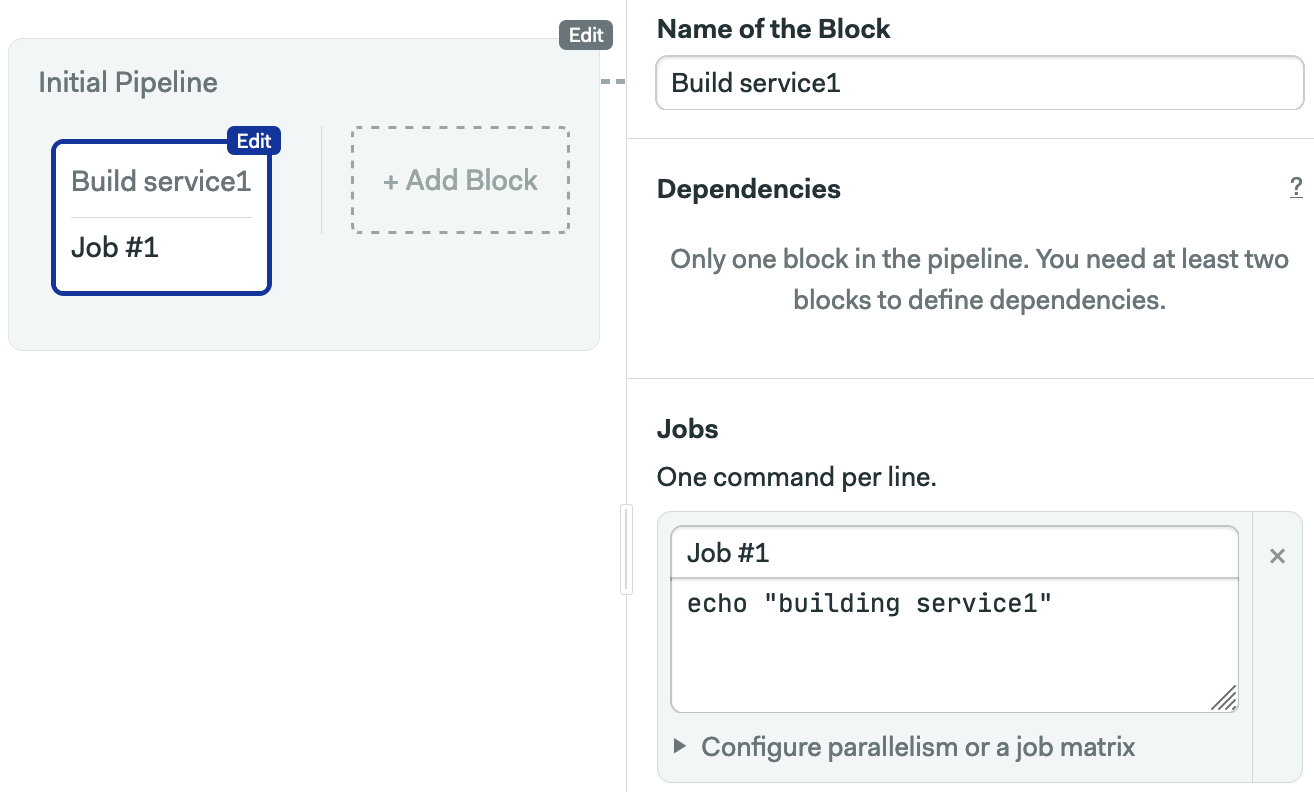 Edit
Initial Pipeline
Edit
Build service1
Job #1
+ Add Block
Name of the Block
Build service1
Dependencies
?
Only one block in the pipeline. You need at least two
blocks to define dependencies.
Jobs
One command per line.
Job #1
×
echo "building service1"
Configure parallelism or a job matrix